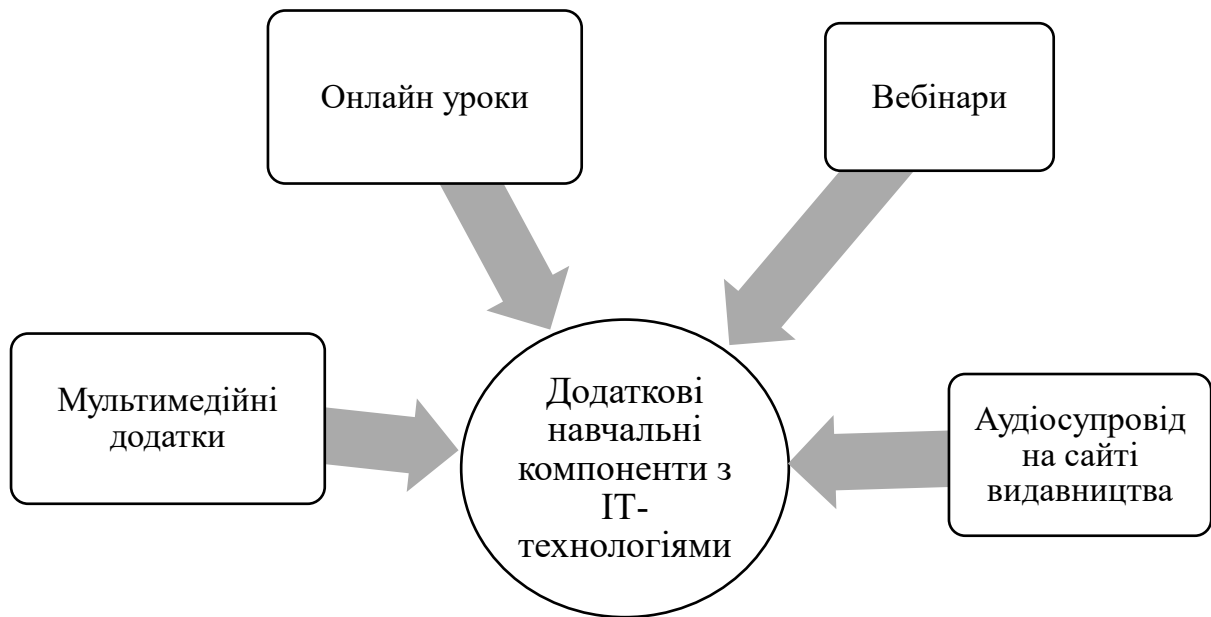 Онлайн уроки
Вебінари
Мультимедійні
додатки
Додаткові
навчальні
компоненти з
ІТ-
технологіями
Аудіосупровід
на сайті
видавництва